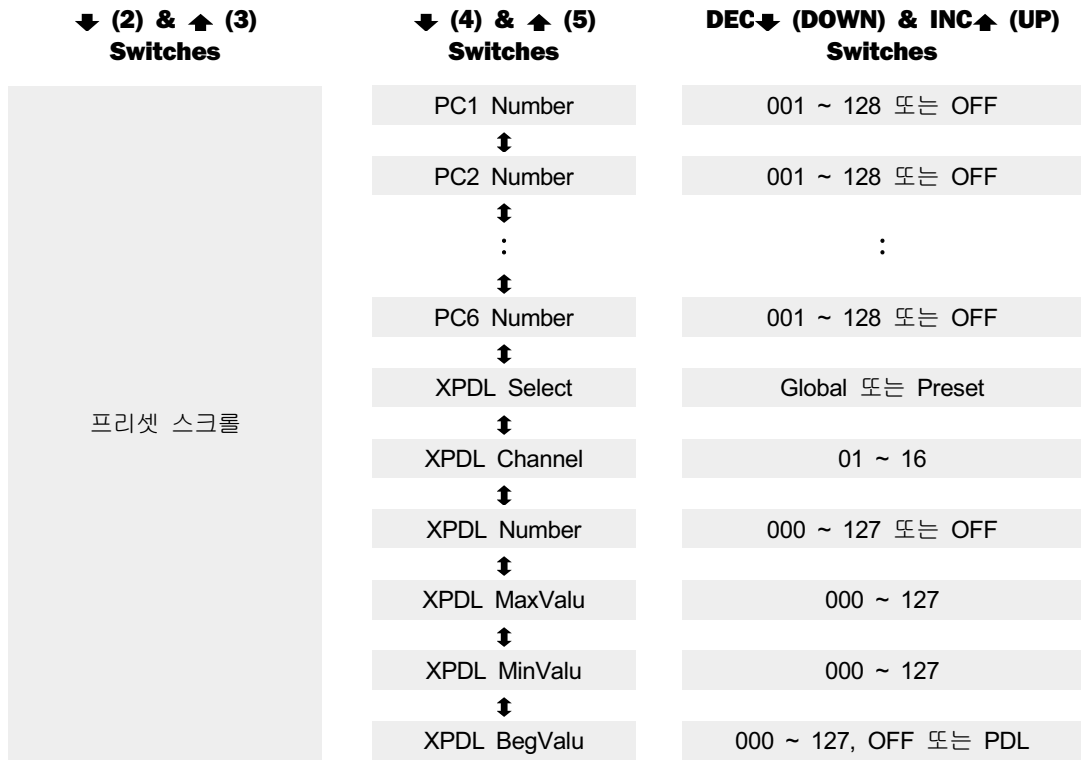 🡇 (2) & 🡅 (3) Switches
🡇 (4) & 🡅 (5) Switches
DEC🡇 (DOWN) & INC🡅 (UP) Switches
프리셋 스크롤
PC1 Number
001 ~ 128 또는 OFF
PC2 Number
001 ~ 128 또는 OFF
:
:
PC6 Number
001 ~ 128 또는 OFF
XPDL Select
Global 또는 Preset
XPDL Channel
01 ~ 16
XPDL Number
000 ~ 127 또는 OFF
XPDL MaxValu
000 ~ 127
XPDL MinValu
000 ~ 127
XPDL BegValu
000 ~ 127, OFF 또는 PDL